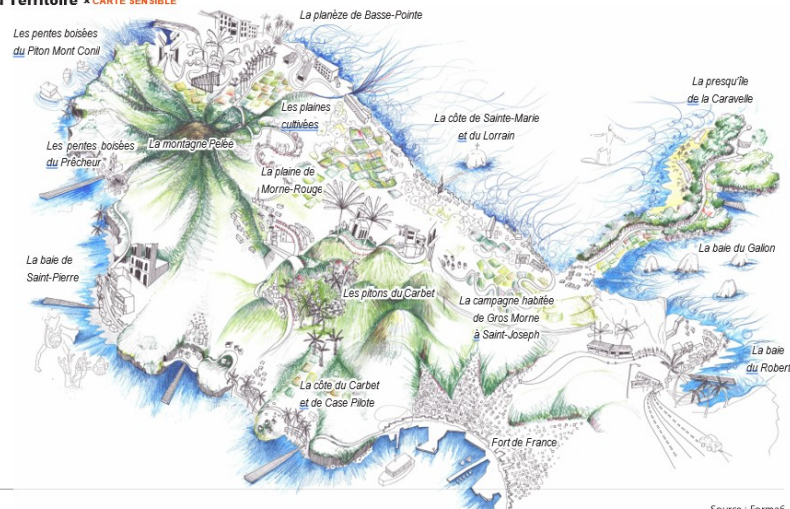 Territoire × CARTE SENSIBLE
La planèze de Basse-Pointe
Les pentes boisées
du Piton Mont Conil
La presqu'île
de la Caravelle
Les plaines
cultivées
La côte de Sainte-Marie
et du Lorrain
Les pentes boisées
du Prêcheur
La montagne Pelée
La plaine de
Morne-Rouge
La baie du Gallon
La baie de
Saint-Pierre
Les pitons du Carbet
La campagne habitée
de Gros Morne
à Saint-Joseph
La baie
du Robert
La côte du Carbet
et de Case Pilote
Fort de France
Source : Forma6